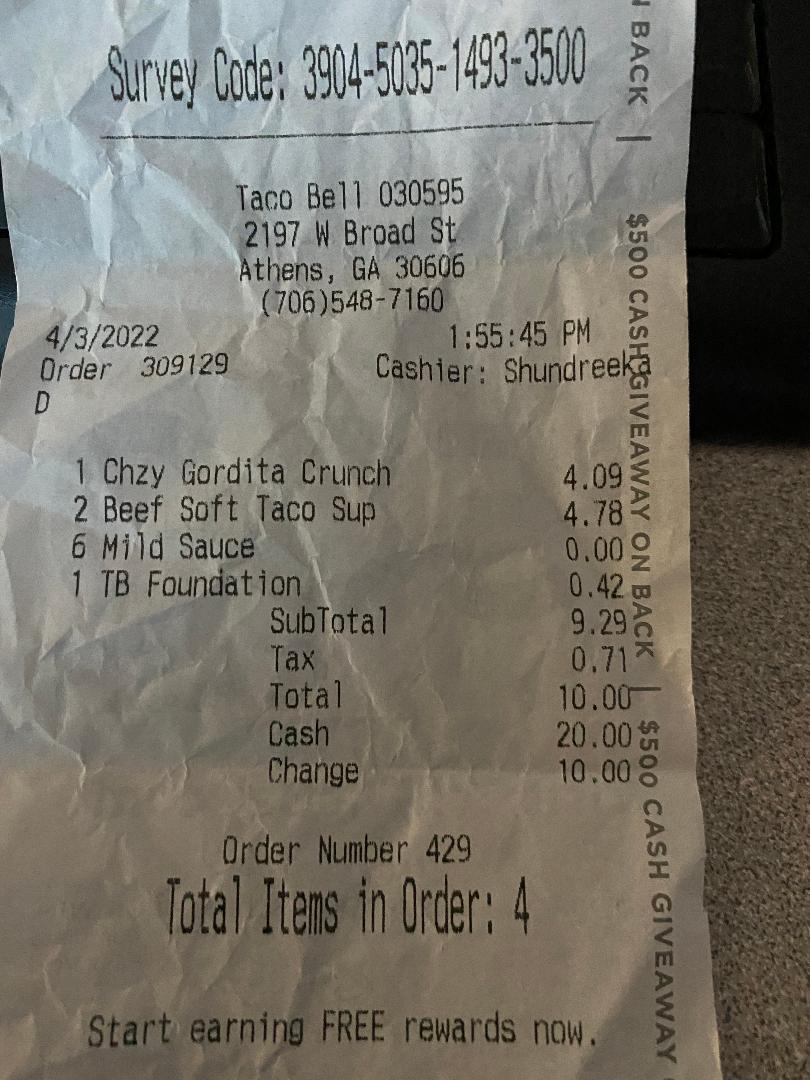 Survey Code: 3904-5035-1493-3500
Taco Bell 030595
2197 W Broad St
Athens, GA 30606
(706)548-7160
4/3/2022 1:55:45 PM
Order 309129 Cashier: Shundreeka
D
1 Chzy Gordita Crunch 4.09
2 Beef Soft Taco Sup 4.78
6 Mild Sauce 0.00
1 TB Foundation 0.42
SubTotal 9.29
Tax 0.71
Total 10.00
Cash 20.00
Change 10.00
Order Number 429
Total Items in Order: 4
Start earning FREE rewards now.
N BACK | $500 CASH GIVEAWAY ON BACK | $500 CASH GIVEAWAY